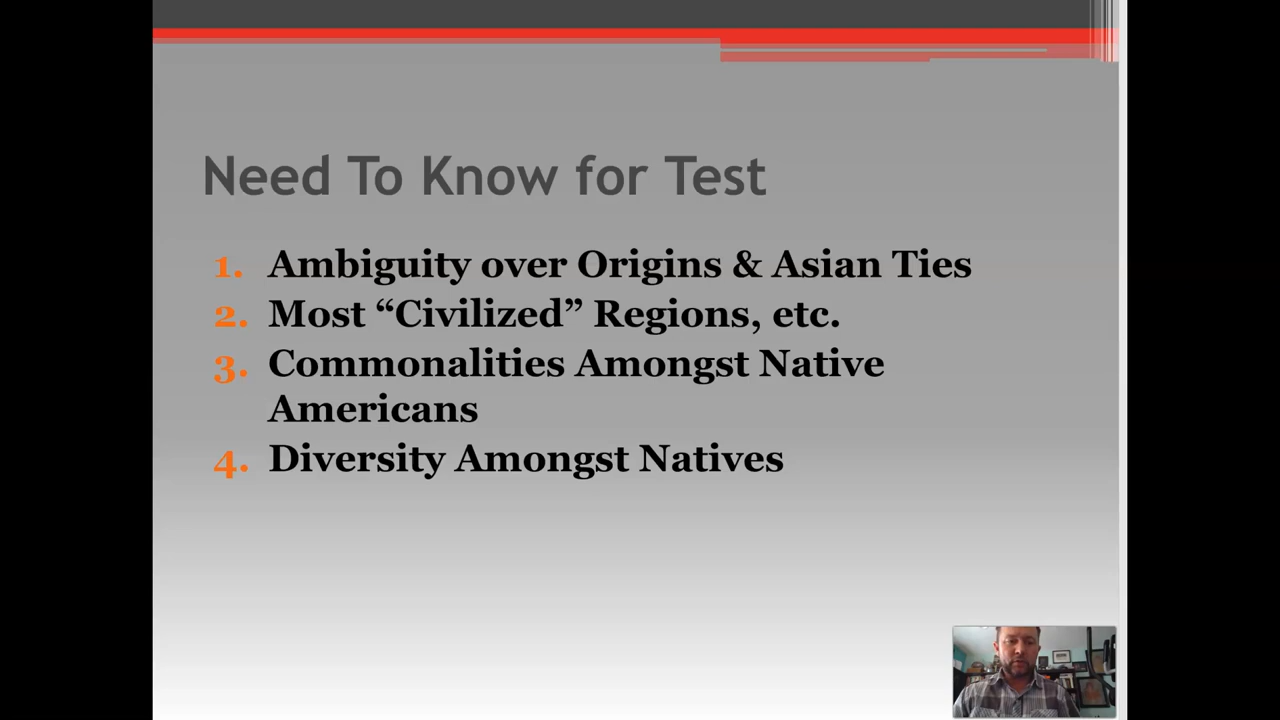 Need To Know for Test
1. Ambiguity over Origins & Asian Ties
2. Most “Civilized” Regions, etc.
3. Commonalities Amongst Native
Americans
4. Diversity Amongst Natives